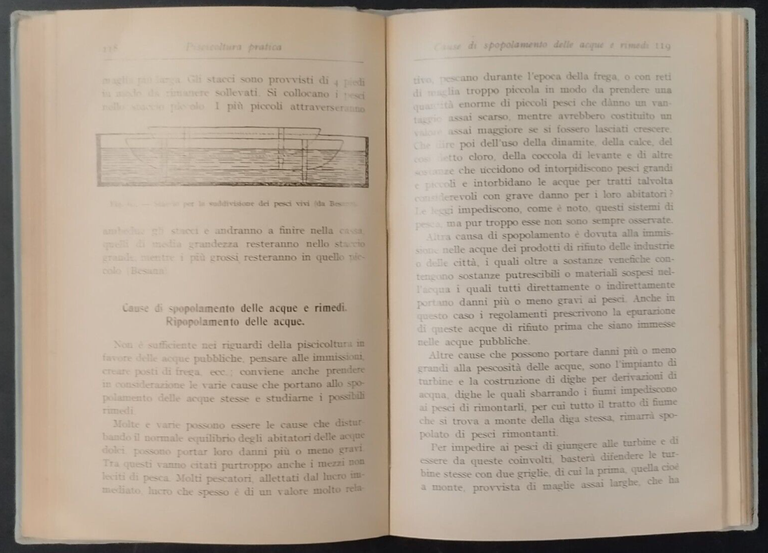 Piscicoltura pratica
maglia più larga. Gli stacci sono provvisti di 4 piedi
in modo da rimanere sollevati. Si collocano i pesci
nello staccio piccolo. I più piccoli attraverseranno
per la suddivisione dei pesci vivi (da Besana).
ambedue gli stacci e andranno a finire nella cassa,
quelli di media grandezza resteranno nello staccio
grande, mentre i più grossi resteranno in quello pic-
colo (Besana).
Cause di spopolamento delle acque e rimedi.
Ripopolamento delle acque.
Non è sufficiente nei riguardi della piscicoltura in
favore delle acque pubbliche, pensare alle immissioni,
creare posti di frega, ecc.; conviene anche prendere
in considerazione le varie cause che portano allo spo-
polamento delle acque stesse e studiarne i possibili
rimedi.
Molte e varie possono essere le cause che distur-
bando il normale equilibrio degli abitatori delle acque
dolci, possono portar loro danni più o meno gravi.
Tra questi vanno citati purtroppo anche i mezzi non
leciti di pesca. Molti pescatori, allettati dal lucro im-
mediato, lucro che spesso è di un valore molto rela-
Cause di spopolamento delle acque e rimedi 119
tivo, pescano durante l'epoca della frega, o con reti
di maglia troppo piccola in modo da prendere una
quantità enorme di piccoli pesci che dànno un van-
taggio assai scarso, mentre avrebbero costituito un
valore assai maggiore se si fossero lasciati crescere.
Che dire poi dell'uso della dinamite, della calce, del
così detto cloro, della coccola di levante e di altre
sostanze che uccidono od intorpidiscono pesci grandi
e piccoli e intorbidano le acque per tratti talvolta
considerevoli con grave danno per i loro abitatori?
Le leggi impediscono, come è noto, questi sistemi di
pesca, ma pur troppo esse non sono sempre osservate.
Altra causa di spopolamento è dovuta alla immis-
sione nelle acque dei prodotti di rifiuto delle industrie
o delle città, i quali oltre a sostanze venefiche con-
tengono sostanze putrescibili o materiali sospesi nel-
l'acqua i quali tutti direttamente o indirettamente
portano danni più o meno gravi ai pesci. Anche in
questo caso i regolamenti prescrivono la epurazione
di queste acque di rifiuto prima che siano immesse
nelle acque pubbliche.
Altre cause che possono portare danni più o meno
grandi alla pescosità delle acque, sono l'impianto di
turbine e la costruzione di dighe per derivazioni di
acqua, dighe le quali sbarrando i fiumi impediscono
ai pesci di rimontarli, per cui tutto il tratto di fiume
che si trova a monte della diga stessa, rimarrà spo-
polato di pesci rimontanti.
Per impedire ai pesci di giungere alle turbine e di
essere da queste coinvolti, basterà difendere le tur-
bine stesse con due griglie, di cui la prima, quella cioè
a monte, provvista di maglie assai larghe, che ha